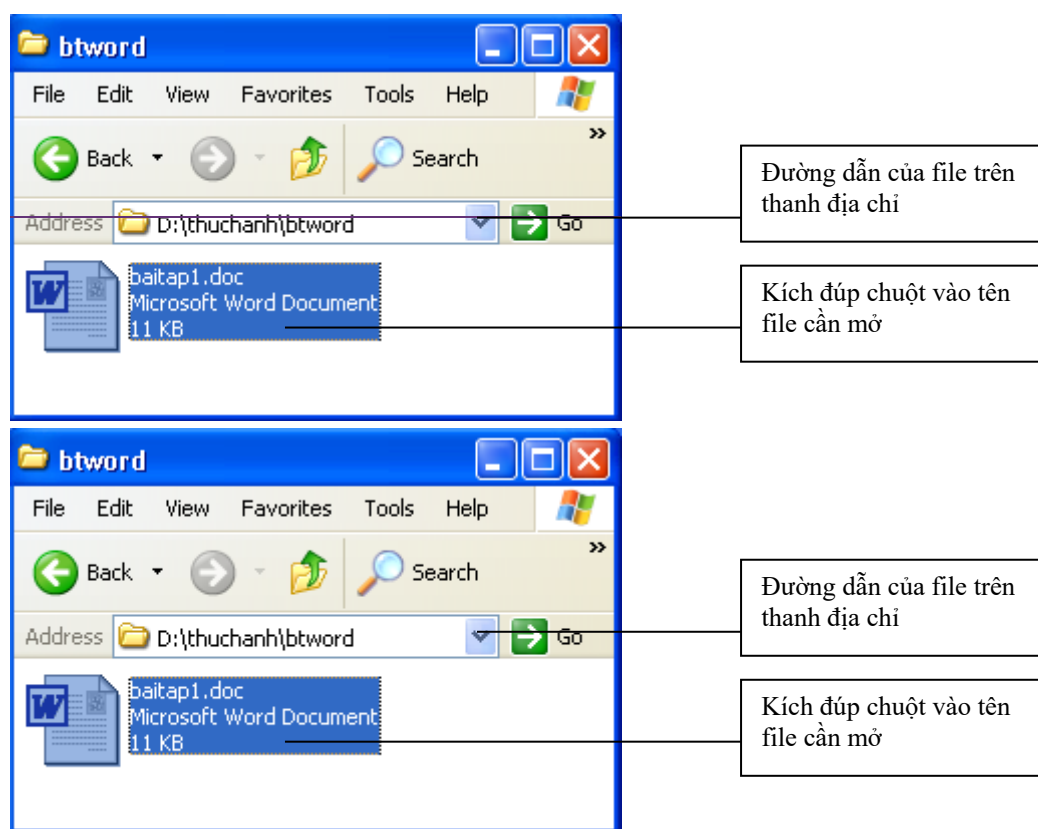 btword
File Edit View Favorites Tools Help
Back Search »
Address D:\thuchanh\btword Go
baitap1.doc
Microsoft Word Document
11 KB
Đường dẫn của file trên
thanh địa chỉ
Kích đúp chuột vào tên
file cần mở
btword
File Edit View Favorites Tools Help
Back Search »
Address D:\thuchanh\btword Go
baitap1.doc
Microsoft Word Document
11 KB
Đường dẫn của file trên
thanh địa chỉ
Kích đúp chuột vào tên
file cần mở